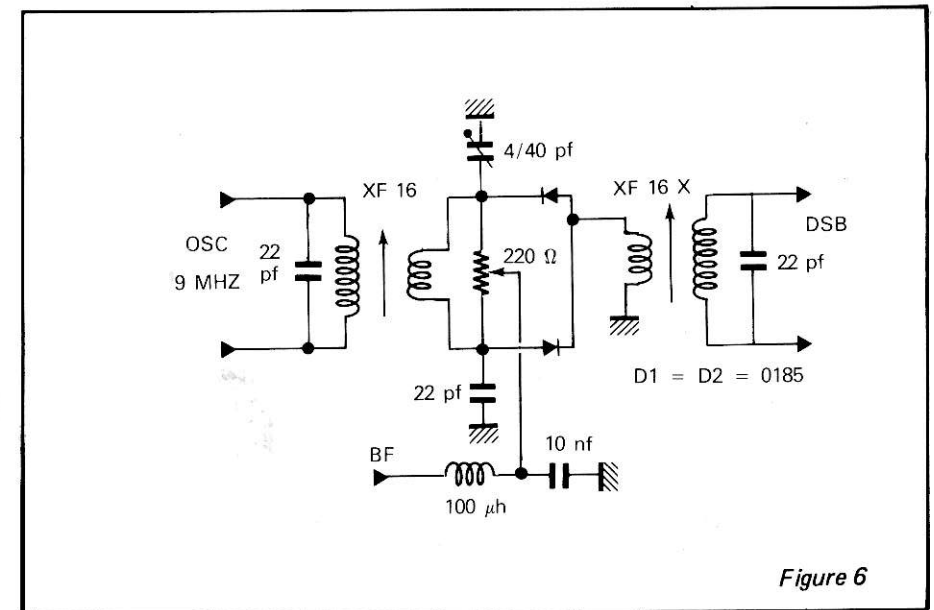 4/40 pf
XF 16
XF 16 X
OSC
9 MHZ
22
pf
220 Ω
DSB
22 pf
D1 = D2 = 0185
22 pf
BF
10 nf
100 μh
Figure 6